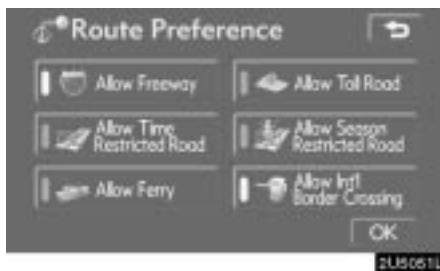 Route Preference
Allow Freeway
Allow Toll Road
Allow Time
Restricted Road
Allow Season
Restricted Road
Allow Ferry
Allow Int'l
Border Crossing
OK
2U5051L